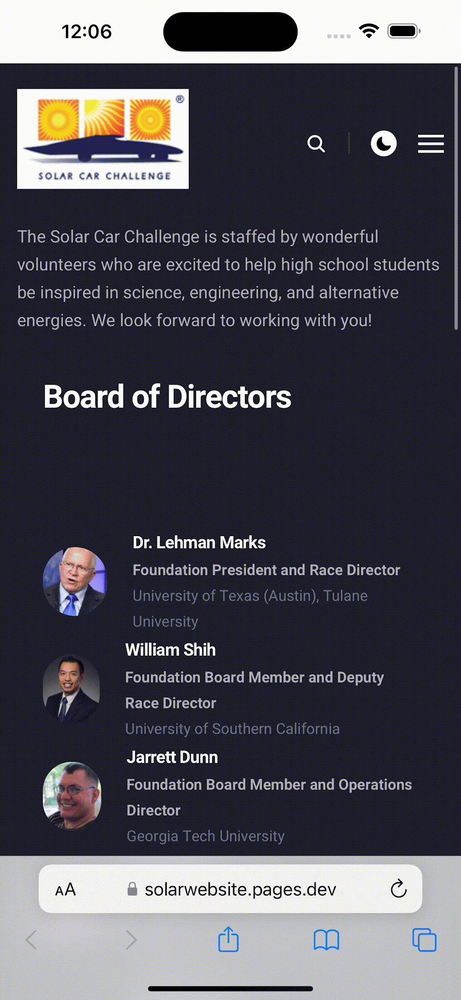 12:06
®
SOLAR CAR CHALLENGE
The Solar Car Challenge is staffed by wonderful
volunteers who are excited to help high school students
be inspired in science, engineering, and alternative
energies. We look forward to working with you!
Board of Directors
Dr. Lehman Marks
Foundation President and Race Director
University of Texas (Austin), Tulane
University
William Shih
Foundation Board Member and Deputy
Race Director
University of Southern California
Jarrett Dunn
Foundation Board Member and Operations
Director
Georgia Tech University
AA solarwebsite.pages.dev